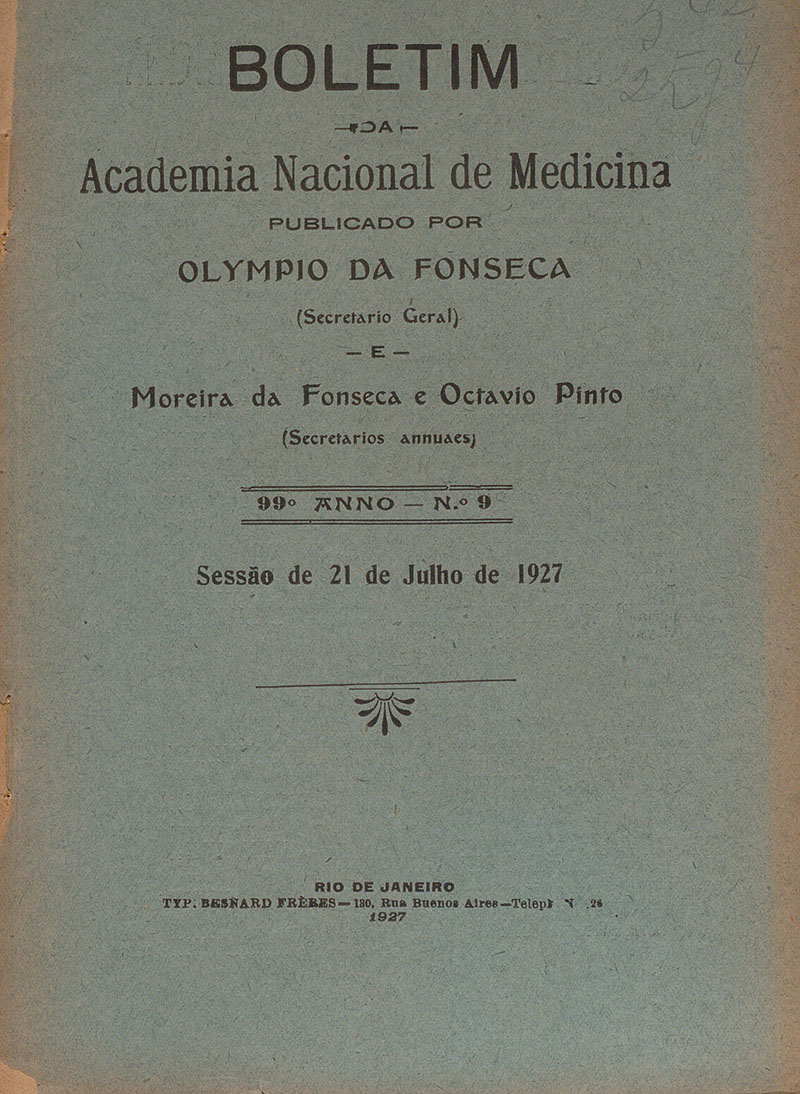 BOLETIM
DA
Academia Nacional de Medicina
PUBLICADO POR
OLYMPIO DA FONSECA
(Secretario Geral)
— E —
Moreira da Fonseca e Octavio Pinto
(Secretarios annuaes)
99º ANNO — N.º 9
Sessão de 21 de Julho de 1927
RIO DE JANEIRO
TYP. BESNARD FRÈRES — 130, Rua Buenos Aires —
1927